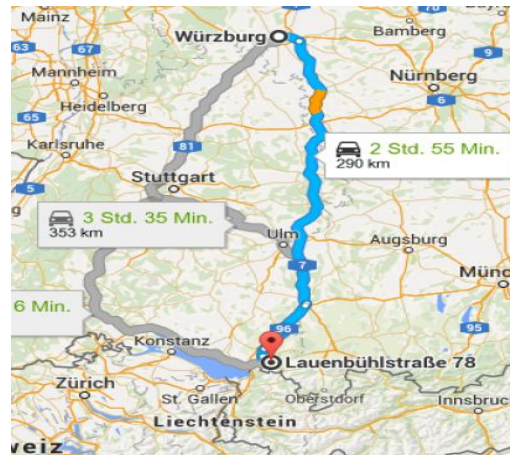 Mainz
70
Würzburg
Bamberg
63
67
9
Mannheim
Nürnberg
Heidelberg
6
65
Karlsruhe
81
2 Std. 55 Min.
290 km
5
Stuttgart
3 Std. 35 Min.
353 km
Ulm
Augsburg
7
Münc
6 Min.
96
95
Konstanz
Lauenbühlstraße 78
Zürich
St. Gallen
Oberstdorf
Innsbruc
Liechtenstein
weiz